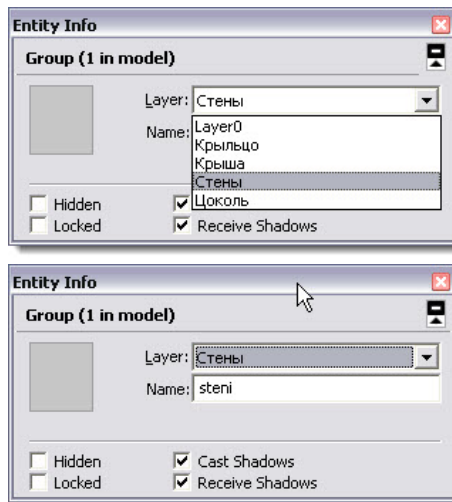 Entity Info
Group (1 in model)
Layer: Стены
Name:
Layer0
Крыльцо
Крыша
Стены
Цоколь
Hidden
Locked
Receive Shadows
Entity Info
Group (1 in model)
Layer: Стены
Name: steni
Hidden
Cast Shadows
Locked
Receive Shadows